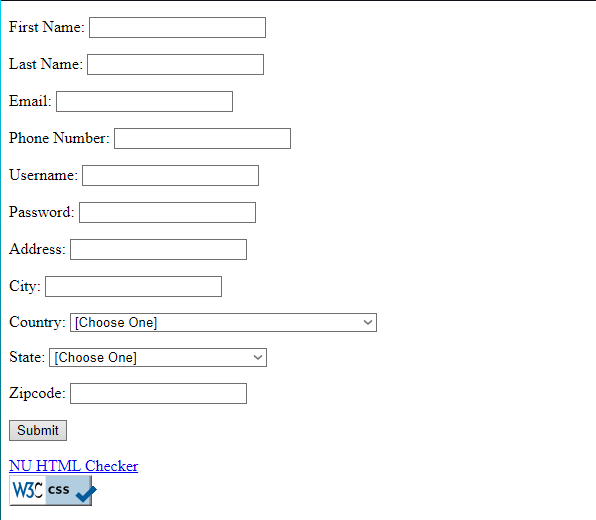 First Name:
Last Name:
Email:
Phone Number:
Username:
Password:
Address:
City:
Country: [Choose One]
State: [Choose One]
Zipcode:
Submit
NU HTML Checker
W3C css